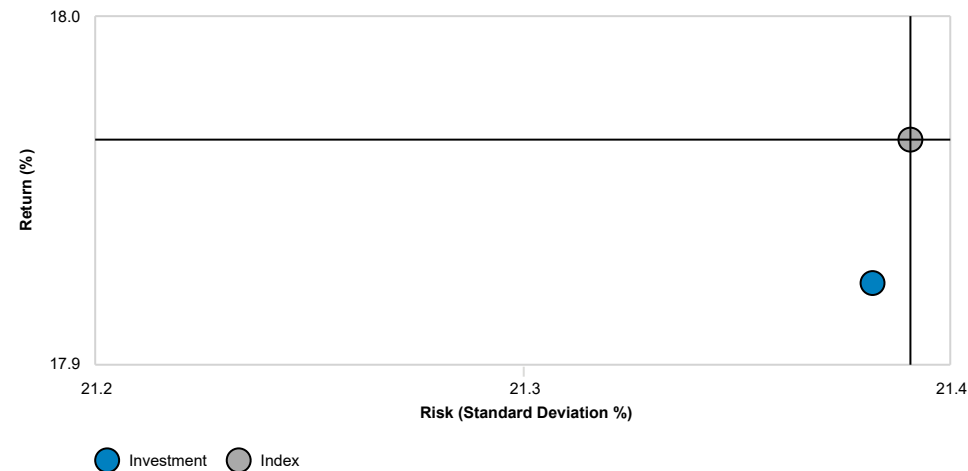 18.0
Return (%)
17.9
21.2 21.3 21.4
Risk (Standard Deviation %)
Investment Index